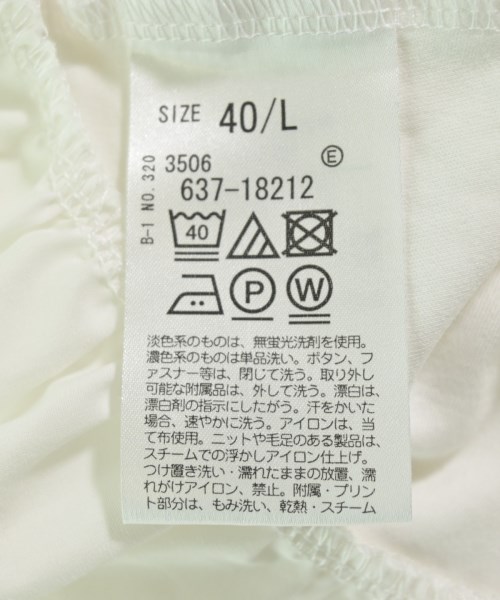 SIZE 40/L
B-1 NO. 320
3506 E
637-18212
40
P W
淡色系のものは、無蛍光洗剤を使用。
濃色系のものは単品洗い。ボタン、フ
ァスナー等は、閉じて洗う。取り外し
可能な附属品は、外して洗う。漂白は、
漂白剤の指示にしたがう。汗をかいた
場合、速やかに洗う。アイロンは、当
て布使用。ニットや毛足のある製品は、
スチームでの浮かしアイロン仕上げ。
つけ置き洗い・濡れたままの放置、濡
れがけアイロン、禁止。附属・プリン
ト部分は、もみ洗い、乾熱・スチーム